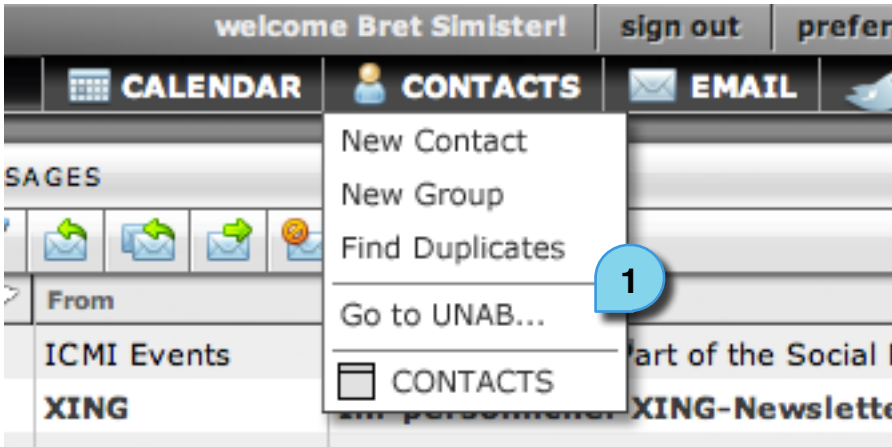 welcome Bret Simister! sign out prefer
CALENDAR CONTACTS EMAIL
New Contact
SAGES
New Group
Find Duplicates
1
From
Go to UNAB...
ICMI Events art of the Social
CONTACTS
XING XING-Newslette